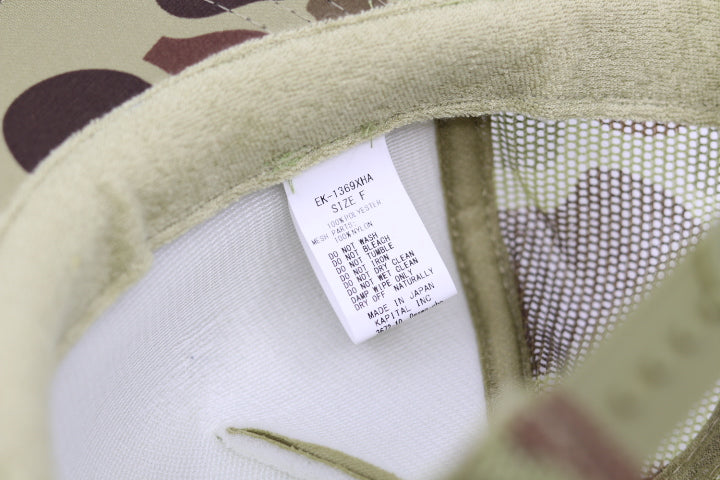 EK-1369XHA
SIZE F
100%POLYESTER
MESH PARTS:
100%NYLON
DO NOT WASH
DO NOT BLEACH
DO NOT TUMBLE
DO NOT IRON
DO NOT DRY CLEAN
DO NOT WET CLEAN
DAMP WIPE ONLY
DRY OFF NATURALLY
MADE IN JAPAN
KAPITAL INC